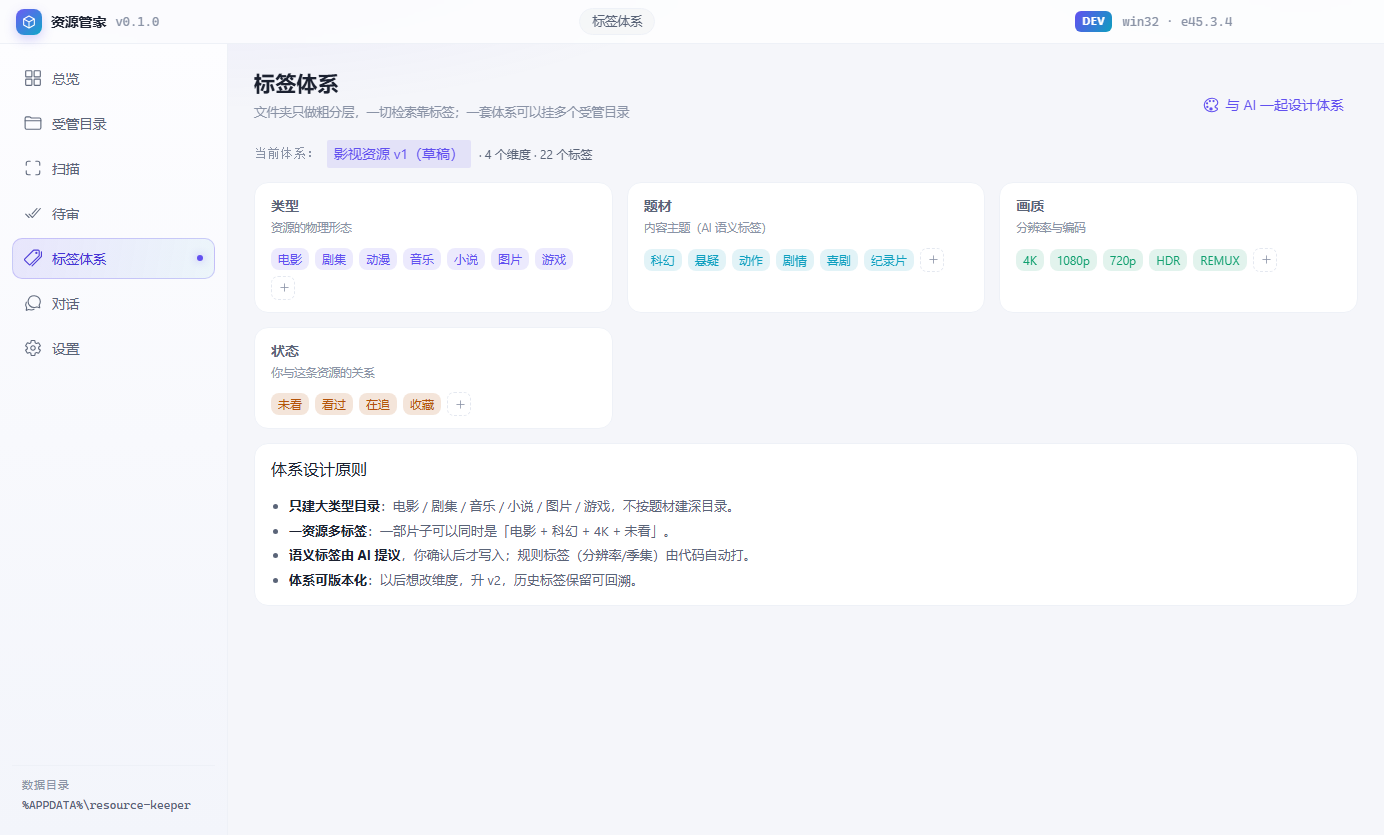 资源管家 v0.1.0
标签体系
DEV win32 · e45.3.4
总览
受管目录
扫描
待审
标签体系
对话
设置
数据目录
%APPDATA%\resource-keeper
标签体系
文件夹只做粗分层，一切检索靠标签；一套体系可以挂多个受管目录
与 AI 一起设计体系
当前体系： 影视资源 v1（草稿） · 4 个维度 · 22 个标签
类型
资源的物理形态
电影 剧集 动漫 音乐 小说 图片 游戏
+
题材
内容主题（AI 语义标签）
科幻 悬疑 动作 剧情 喜剧 纪录片 +
画质
分辨率与编码
4K 1080p 720p HDR REMUX +
状态
你与这条资源的关系
未看 看过 在追 收藏 +
体系设计原则
• 只建大类型目录：电影 / 剧集 / 音乐 / 小说 / 图片 / 游戏，不按题材建深目录。
• 一资源多标签：一部片子可以同时是「电影 + 科幻 + 4K + 未看」。
• 语义标签由 AI 提议，你确认后才写入；规则标签（分辨率/季集）由代码自动打。
• 体系可版本化：以后想改维度，升 v2，历史标签保留可回溯。